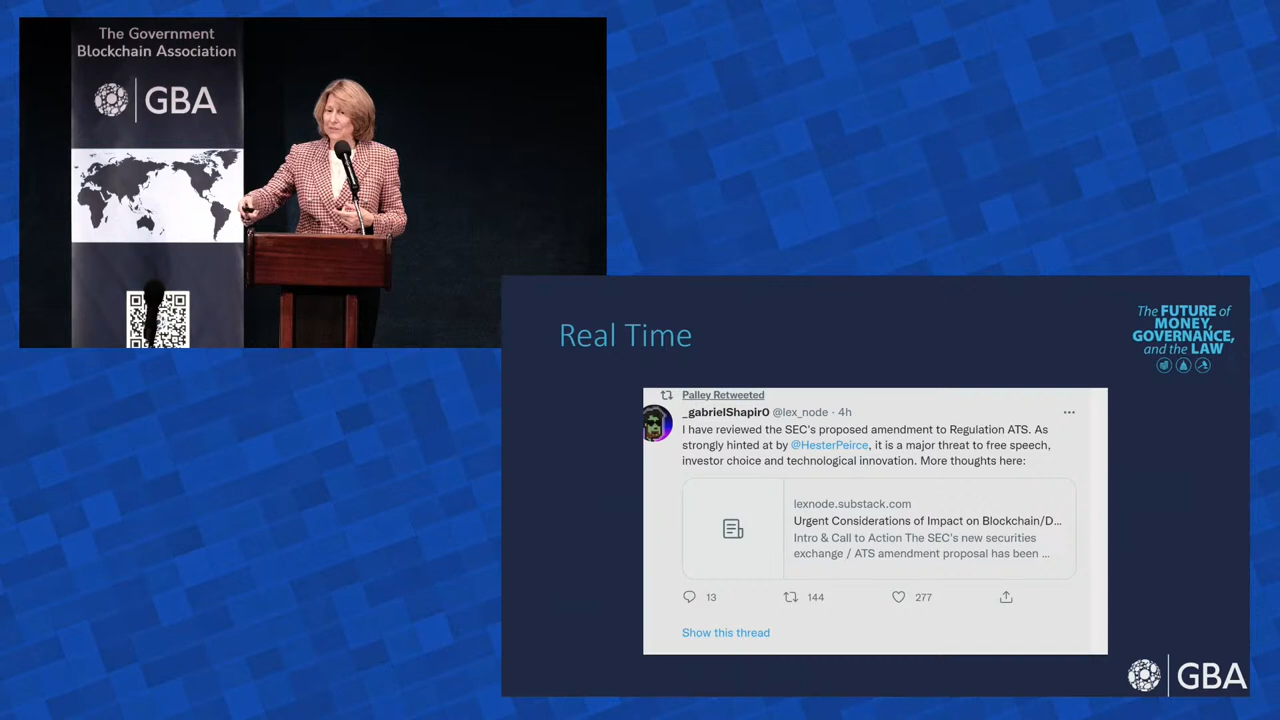 The Government
Blockchain Association
GBA
Real Time
The FUTURE of
MONEY,
GOVERNANCE,
and the LAW
Palley Retweeted
_gabrielShapir0 @lex_node · 4h
I have reviewed the SEC's proposed amendment to Regulation ATS. As
strongly hinted at by @HesterPeirce, it is a major threat to free speech,
investor choice and technological innovation. More thoughts here:
lexnode.substack.com
Urgent Considerations of Impact on Blockchain/D...
Intro & Call to Action The SEC's new securities
exchange / ATS amendment proposal has been ...
13
144
277
Show this thread
GBA